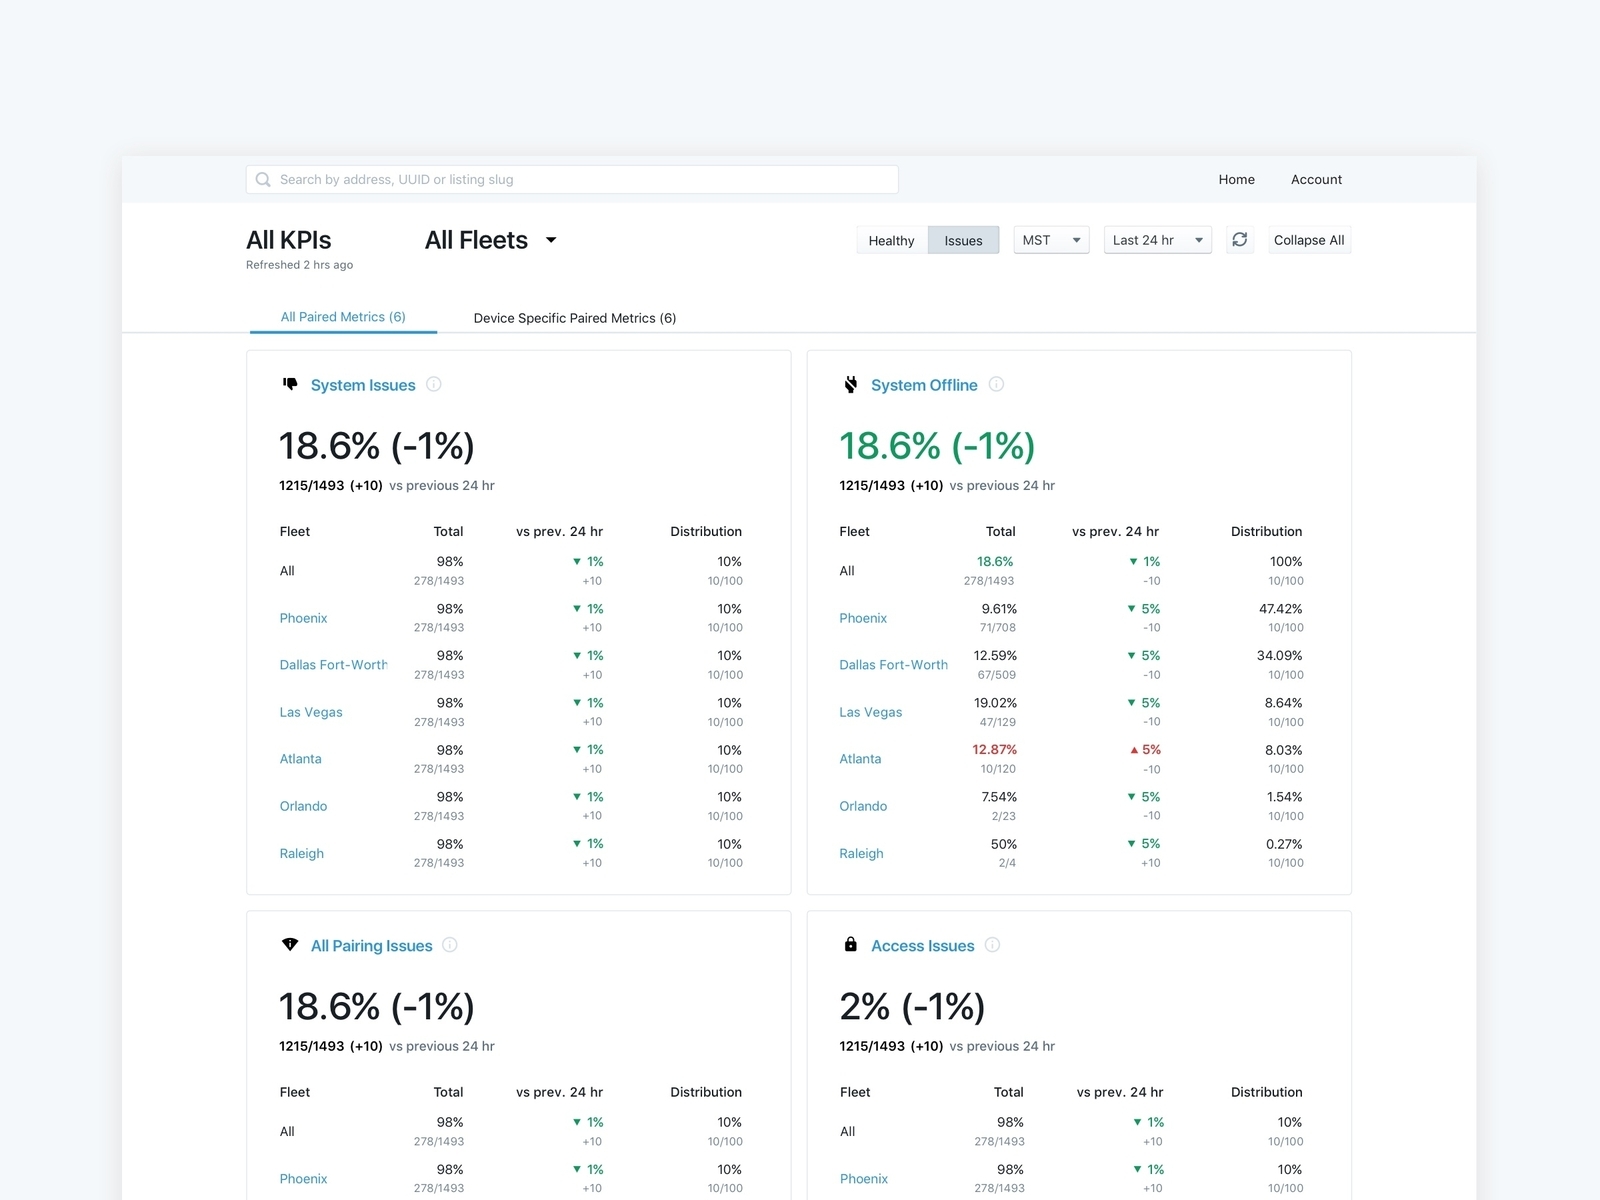 Search by address, UUID or listing slug
Home Account
All KPIs All Fleets
Refreshed 2 hrs ago
Healthy Issues MST Last 24 hr Collapse All
All Paired Metrics (6) Device Specific Paired Metrics (6)
System Issues
18.6% (-1%)
1215/1493 (+10) vs previous 24 hr
Fleet Total vs prev. 24 hr Distribution
All 98% ▼ 1% 10%
278/1493 +10 10/100
Phoenix 98% ▼ 1% 10%
278/1493 +10 10/100
Dallas Fort-Worth 98% ▼ 1% 10%
278/1493 +10 10/100
Las Vegas 98% ▼ 1% 10%
278/1493 +10 10/100
Atlanta 98% ▼ 1% 10%
278/1493 +10 10/100
Orlando 98% ▼ 1% 10%
278/1493 +10 10/100
Raleigh 98% ▼ 1% 10%
278/1493 +10 10/100
System Offline
18.6% (-1%)
1215/1493 (+10) vs previous 24 hr
Fleet Total vs prev. 24 hr Distribution
All 18.6% ▼ 1% 100%
278/1493 -10 10/100
Phoenix 9.61% ▼ 5% 47.42%
71/708 -10 10/100
Dallas Fort-Worth 12.59% ▼ 5% 34.09%
67/509 -10 10/100
Las Vegas 19.02% ▼ 5% 8.64%
47/129 -10 10/100
Atlanta 12.87% ▲ 5% 8.03%
10/120 -10 10/100
Orlando 7.54% ▼ 5% 1.54%
2/23 -10 10/100
Raleigh 50% ▼ 5% 0.27%
2/4 +10 10/100
All Pairing Issues
18.6% (-1%)
1215/1493 (+10) vs previous 24 hr
Fleet Total vs prev. 24 hr Distribution
All 98% ▼ 1% 10%
278/1493 +10 10/100
Phoenix 98% ▼ 1% 10%
278/1493 +10 10/100
Access Issues
2% (-1%)
1215/1493 (+10) vs previous 24 hr
Fleet Total vs prev. 24 hr Distribution
All 98% ▼ 1% 10%
278/1493 +10 10/100
Phoenix 98% ▼ 1% 10%
278/1493 +10 10/100